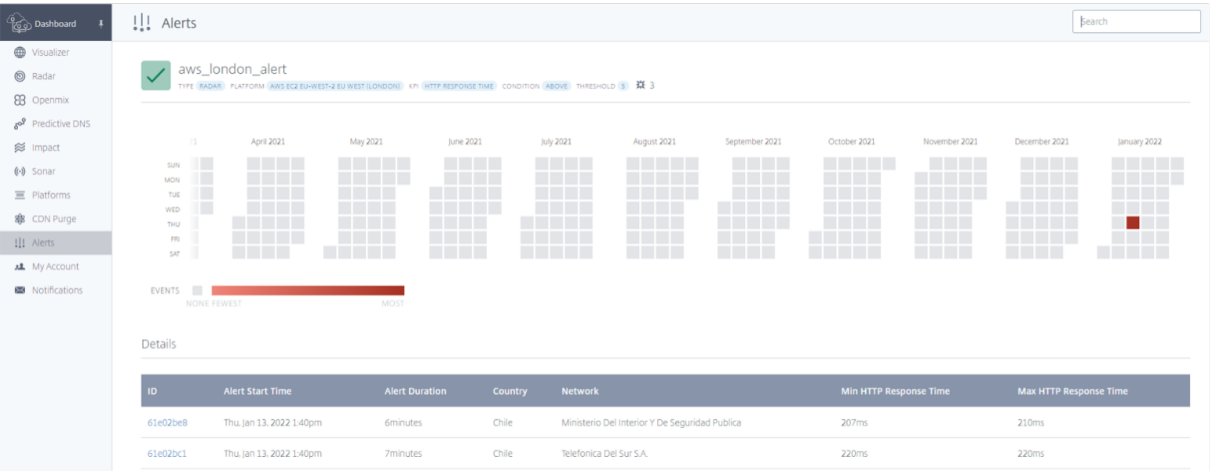 Dashboard
Alerts
Search
Visualizer
Radar
Openmix
Predictive DNS
Impact
Sonar
Platforms
CDN Purge
Alerts
My Account
Notifications
aws_london_alert
TYPE RADAR PLATFORM AWS EC2 EU-WEST-2 EU WEST (LONDON) KPI HTTP RESPONSE TIME CONDITION ABOVE THRESHOLD 5 3
April 2021 May 2021 June 2021 July 2021 August 2021 September 2021 October 2021 November 2021 December 2021 January 2022
SUN
MON
TUE
WED
THU
FRI
SAT
EVENTS
NONE FEWEST MOST
Details
ID Alert Start Time Alert Duration Country Network Min HTTP Response Time Max HTTP Response Time
61e02be8 Thu, Jan 13, 2022 1:40pm 6minutes Chile Ministerio Del Interior Y De Seguridad Publica 207ms 210ms
61e02bc1 Thu, Jan 13, 2022 1:40pm 7minutes Chile Telefonica Del Sur S.A. 220ms 220ms